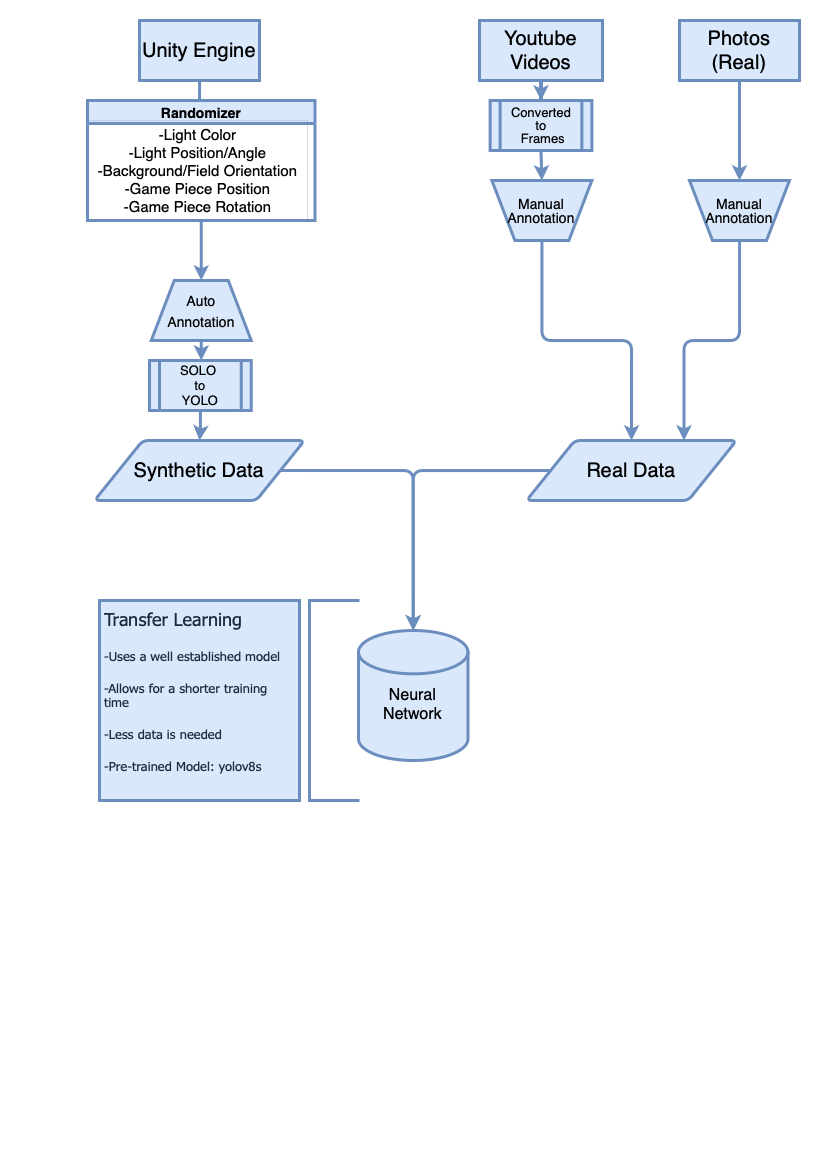 Unity Engine
Youtube
Videos
Photos
(Real)
Randomizer
-Light Color
-Light Position/Angle
-Background/Field Orientation
-Game Piece Position
-Game Piece Rotation
Converted
to
Frames
Manual
Annotation
Manual
Annotation
Auto
Annotation
SOLO
to
YOLO
Synthetic Data
Real Data
Transfer Learning
-Uses a well established model
-Allows for a shorter training
time
-Less data is needed
-Pre-trained Model: yolov8s
Neural
Network